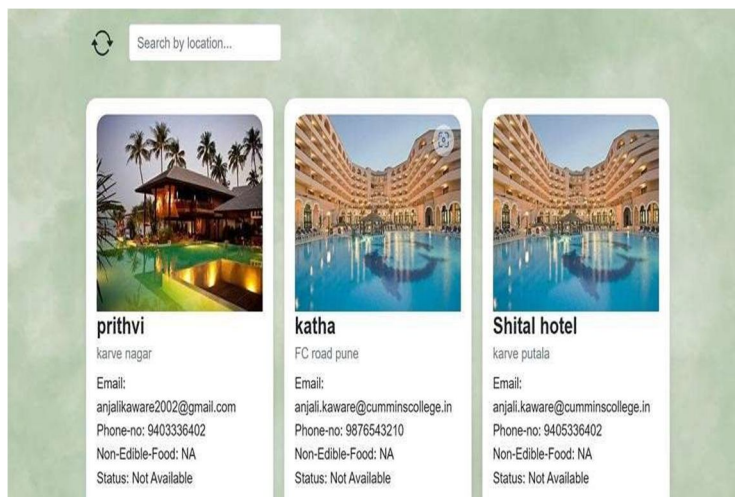 Search by location...
prithvi
karve nagar
Email:
anjalikaware2002@gmail.com
Phone-no: 9403336402
Non-Edible-Food: NA
Status: Not Available
katha
FC road pune
Email:
anjali.kaware@cumminscollege.in
Phone-no: 9876543210
Non-Edible-Food: NA
Status: Not Available
Shital hotel
karve putala
Email:
anjali.kaware@cumminscollege.in
Phone-no: 9405336402
Non-Edible-Food: NA
Status: Not Available